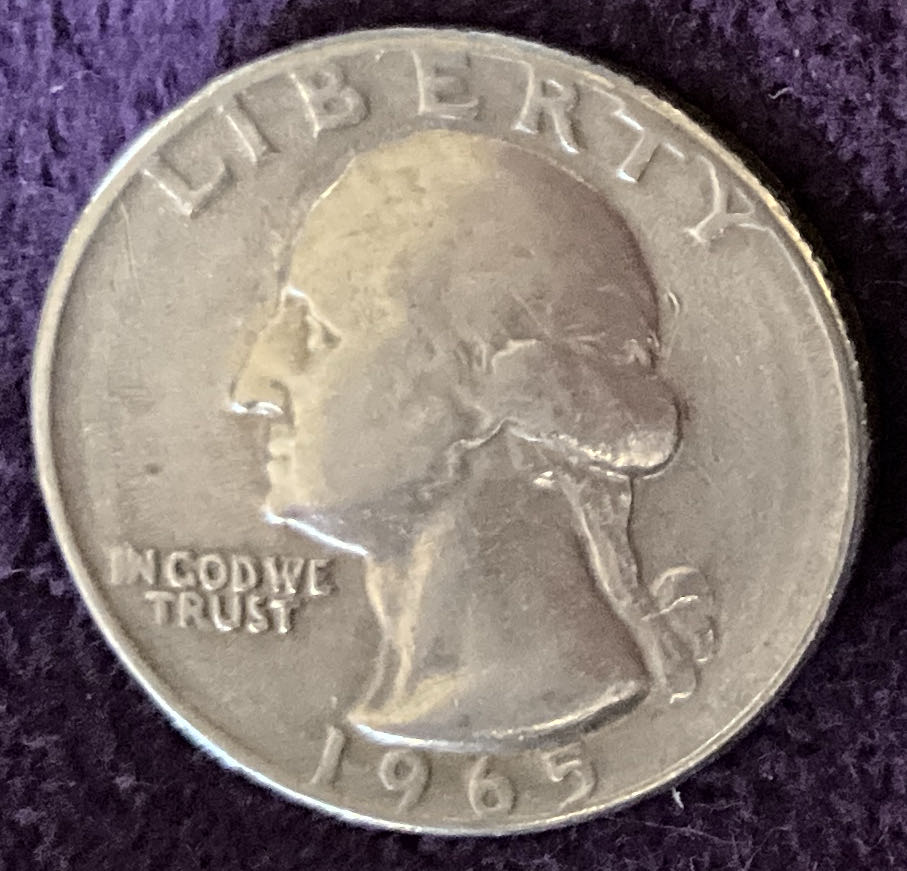 LIBERTY
IN GOD WE
TRUST
1965